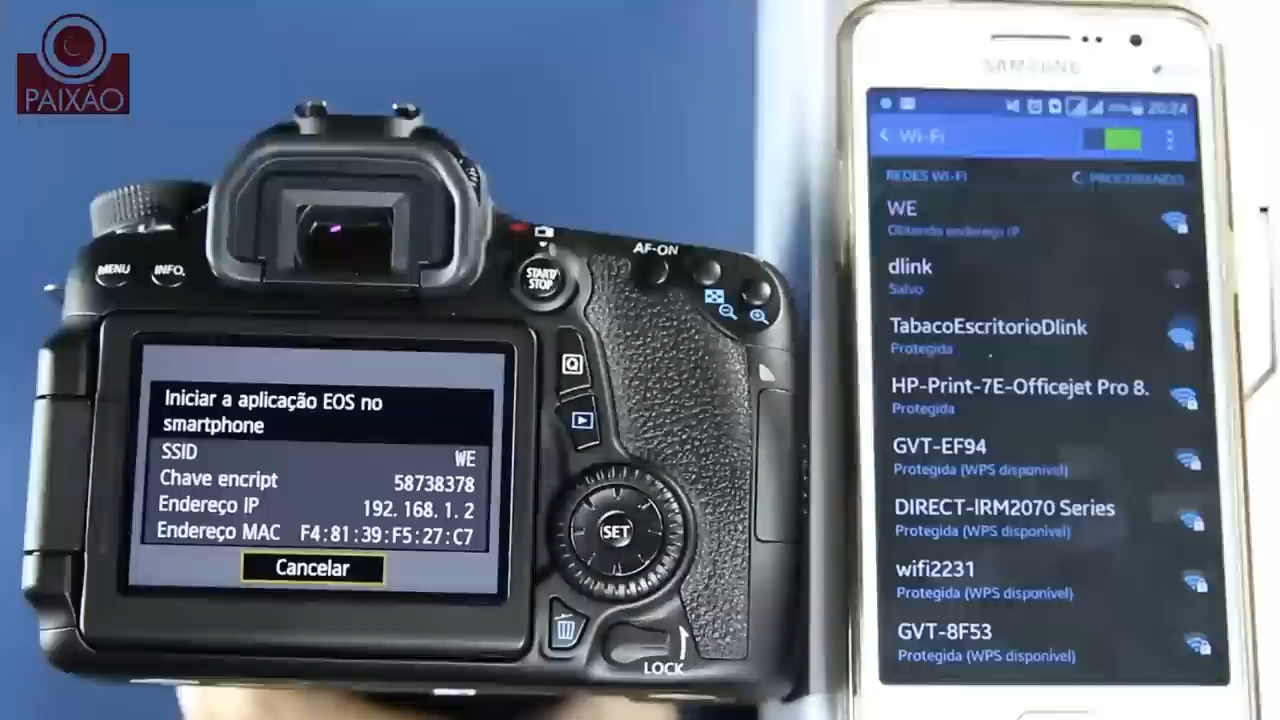 PAIXÃO
MENU
INFO.
START/
STOP
AF-ON
Q
Iniciar a aplicação EOS no
smartphone
SSID WE
Chave encript 58738378
Endereço IP 192.168.1.2
Endereço MAC F4:81:39:F5:27:C7
Cancelar
SET
LOCK
SAMSUNG
20:24
Wi-Fi
REDES WI-FI PROCURANDO
WE
Obtendo endereço IP
dlink
Salvo
TabacoEscritorioDlink
Protegida
HP-Print-7E-Officejet Pro 8.
Protegida
GVT-EF94
Protegida (WPS disponível)
DIRECT-IRM2070 Series
Protegida (WPS disponível)
wifi2231
Protegida (WPS disponível)
GVT-8F53
Protegida (WPS disponível)